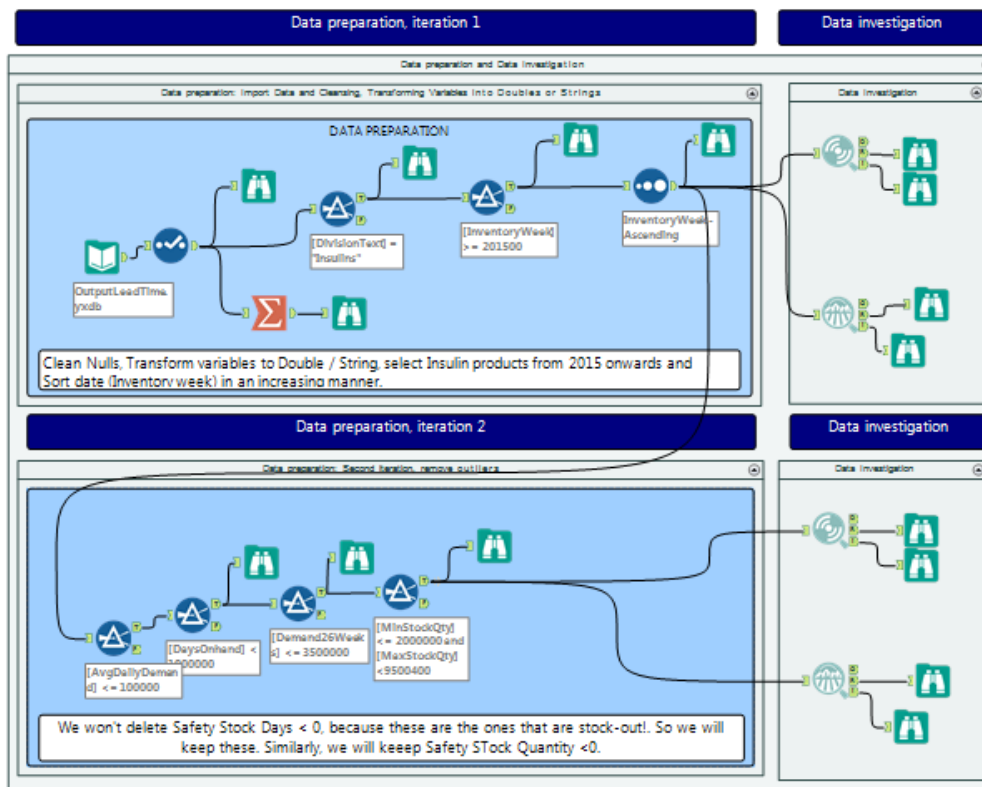 Data preparation, iteration 1
Data investigation
Data preparation and Data Investigation
Data preparation: Import Data and Cleansing, Transforming Variables into Doubles or Strings
Data Investigation
DATA PREPARATION
OutputLeadTime.
yxdb
[DivisionText] =
"Insulins"
[InventoryWeek]
>= 201500
InventoryWeek -
Ascending
Clean Nulls, Transform variables to Double / String, select Insulin products from 2015 onwards and
Sort date (Inventory week) in an increasing manner.
Data preparation, iteration 2
Data investigation
Data preparation: Second iteration, remove outliers
Data Investigation
[AvgDailyDeman
d] <=100000
[DaysOnhand] <
[Demand26Week
s] <=3500000
[MinStockQty]
<= 2000000 and
[MaxStockQty]
<9500400
We won't delete Safety Stock Days < 0, because these are the ones that are stock-out!. So we will
keep these. Similarly, we will keeep Safety STock Quantity <0.